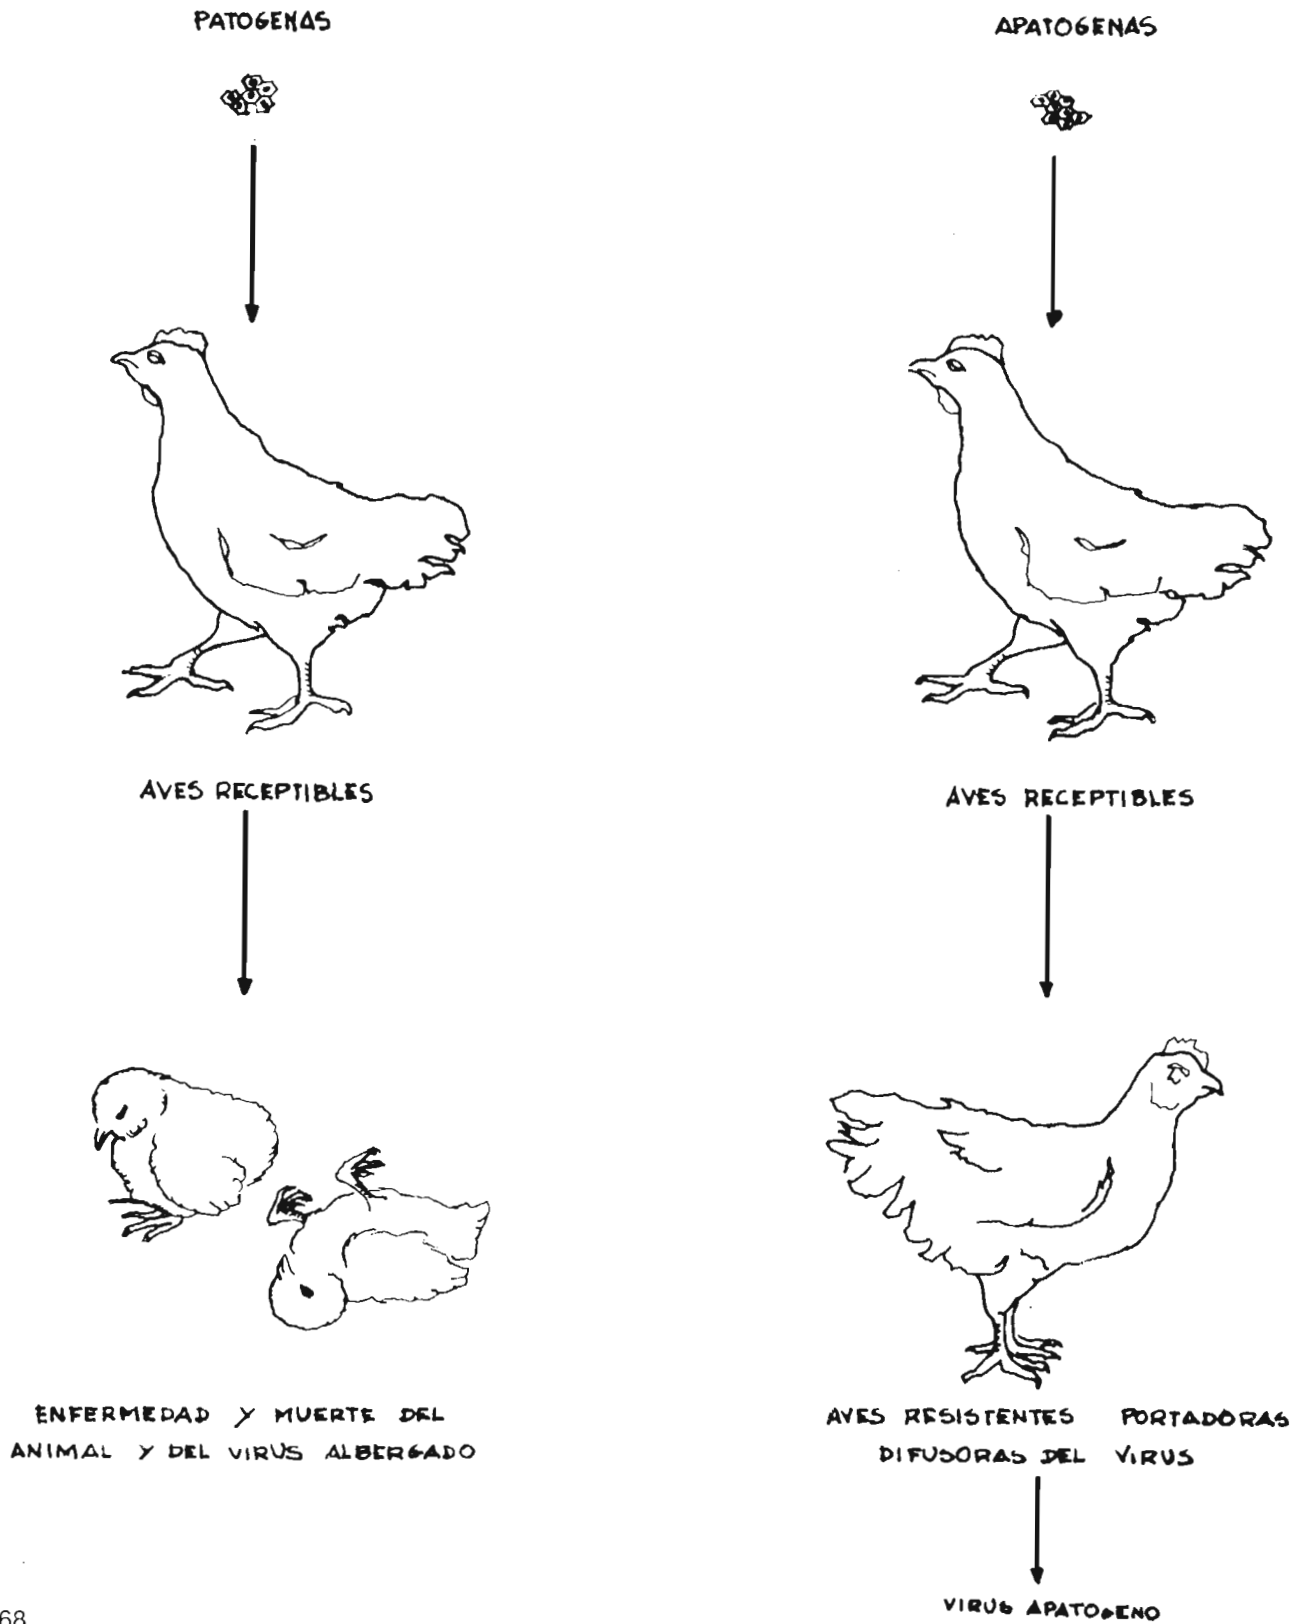 PATOGENAS
APATOGENAS
AVES RECEPTIBLES
AVES RECEPTIBLES
ENFERMEDAD Y MUERTE DEL
ANIMAL Y DEL VIRUS ALBERGADO
AVES RESISTENTES PORTADORAS
DIFUSORAS DEL VIRUS
VIRUS APATOGENO
68